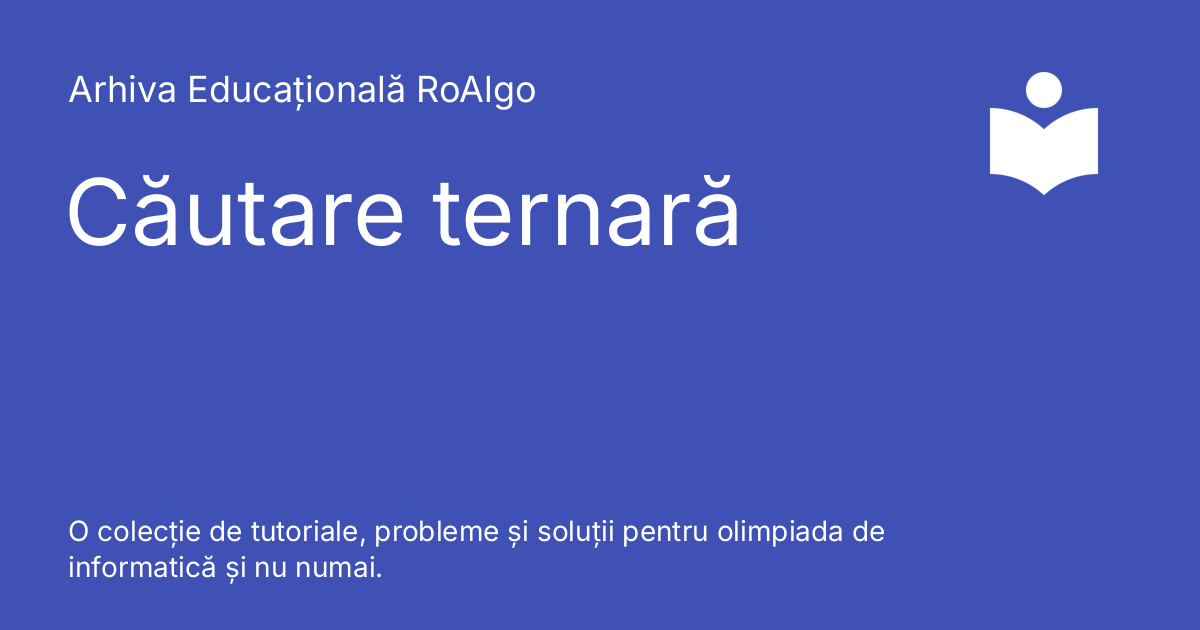 Arhiva Educațională RoAlgo
Căutare ternară
O colecție de tutoriale, probleme și soluții pentru olimpiada de
informatică și nu numai.